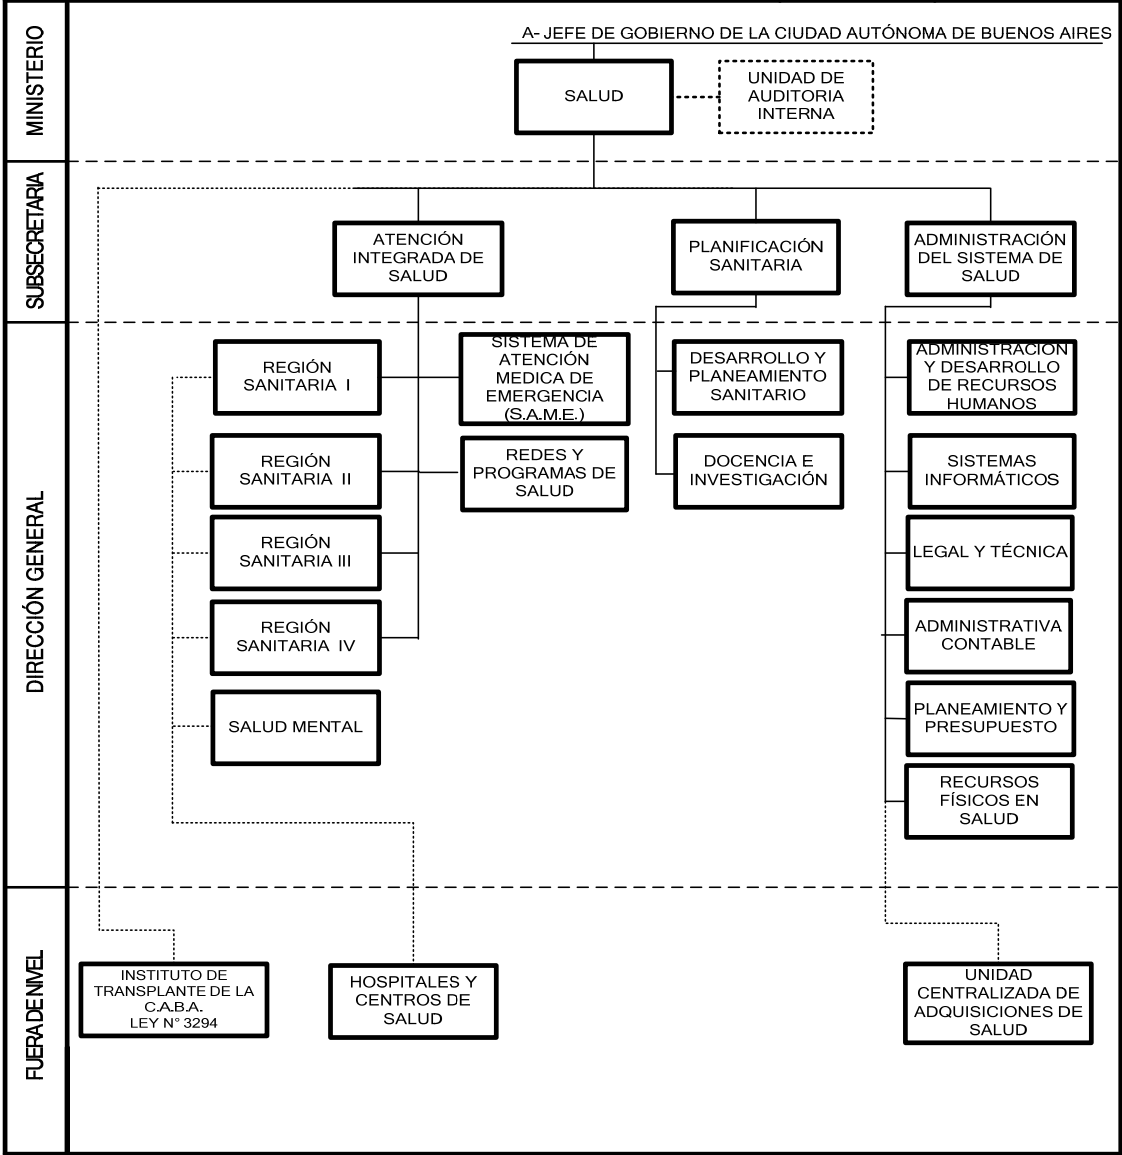 MINISTERIO
A- JEFE DE GOBIERNO DE LA CIUDAD AUTÓNOMA DE BUENOS AIRES
SALUD
UNIDAD DE
AUDITORIA
INTERNA
SUBSECRETARIA
ATENCIÓN
INTEGRADA DE
SALUD
PLANIFICACIÓN
SANITARIA
ADMINISTRACIÓN
DEL SISTEMA DE
SALUD
DIRECCIÓN GENERAL
REGIÓN
SANITARIA I
SISTEMA DE
ATENCIÓN
MEDICA DE
EMERGENCIA
(S.A.M.E.)
DESARROLLO Y
PLANEAMIENTO
SANITARIO
ADMINISTRACIÓN
Y DESARROLLO
DE RECURSOS
HUMANOS
REGIÓN
SANITARIA II
REDES Y
PROGRAMAS DE
SALUD
DOCENCIA E
INVESTIGACIÓN
SISTEMAS
INFORMÁTICOS
REGIÓN
SANITARIA III
LEGAL Y TÉCNICA
REGIÓN
SANITARIA IV
ADMINISTRATIVA
CONTABLE
SALUD MENTAL
PLANEAMIENTO Y
PRESUPUESTO
RECURSOS
FÍSICOS EN
SALUD
FUERA DE NIVEL
INSTITUTO DE
TRANSPLANTE DE LA
C.A.B.A.
LEY N° 3294
HOSPITALES Y
CENTROS DE
SALUD
UNIDAD
CENTRALIZADA DE
ADQUISICIONES DE
SALUD